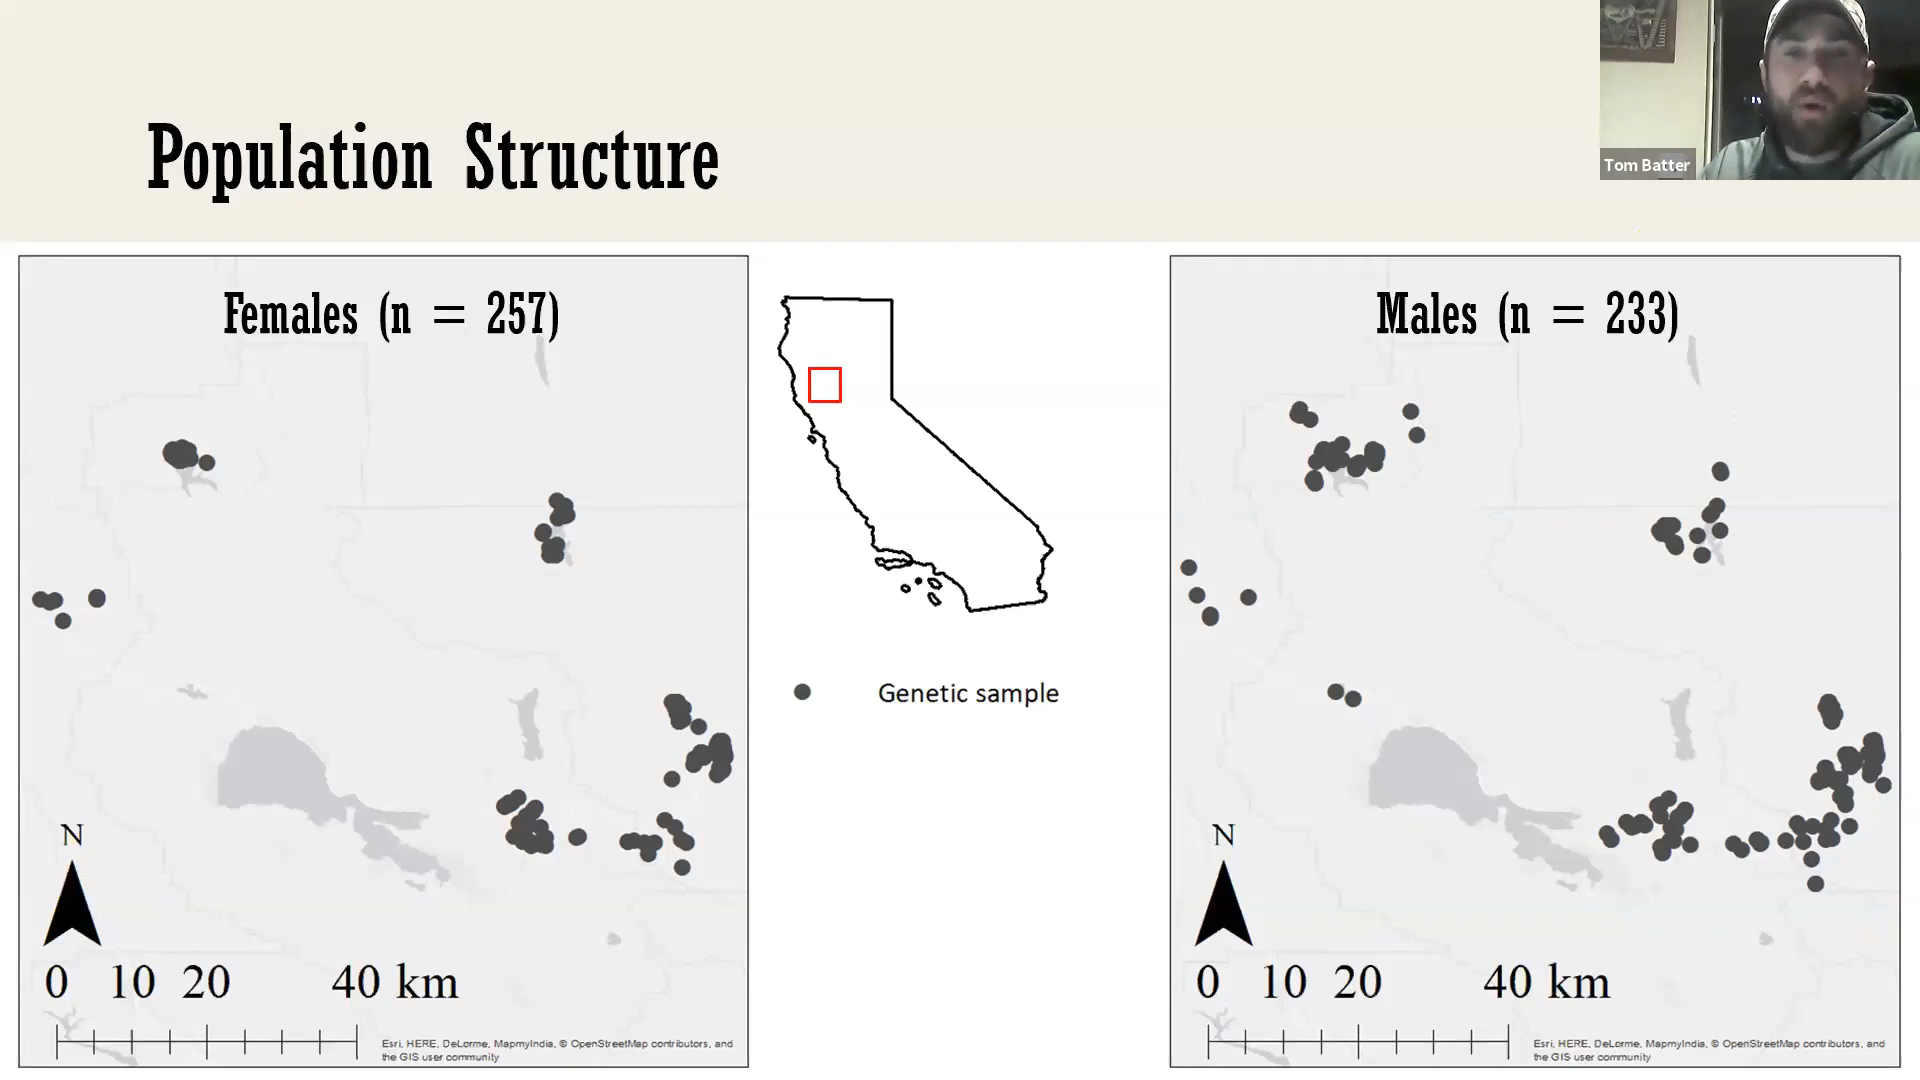 Population Structure
Tom Batter
Females (n = 257)
N
0 10 20 40 km
Esri, HERE, DeLorme, MapmyIndia, © OpenStreetMap contributors, and
the GIS user community
Genetic sample
Males (n = 233)
N
0 10 20 40 km
Esri, HERE, DeLorme, MapmyIndia, © OpenStreetMap contributors, and
the GIS user community